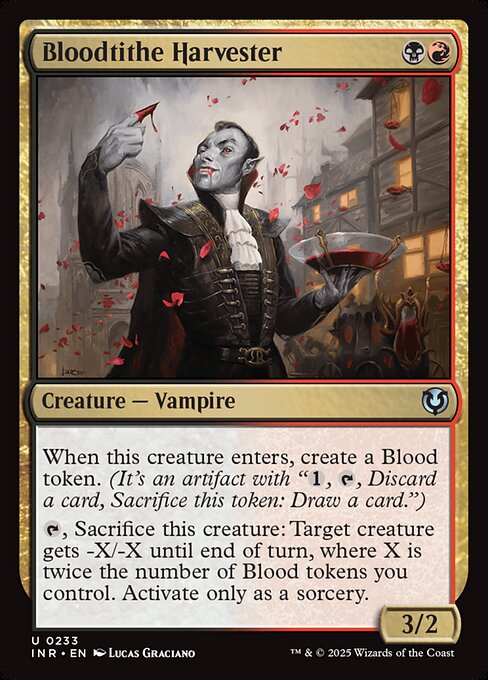 Bloodtithe Harvester
Creature — Vampire
When this creature enters, create a Blood
token. (It's an artifact with “1, T, Discard
a card, Sacrifice this token: Draw a card.”)
T, Sacrifice this creature: Target creature
gets -X/-X until end of turn, where X is
twice the number of Blood tokens you
control. Activate only as a sorcery.
3/2
U 0233
INR • EN Lucas Graciano
™ & © 2025 Wizards of the Coast